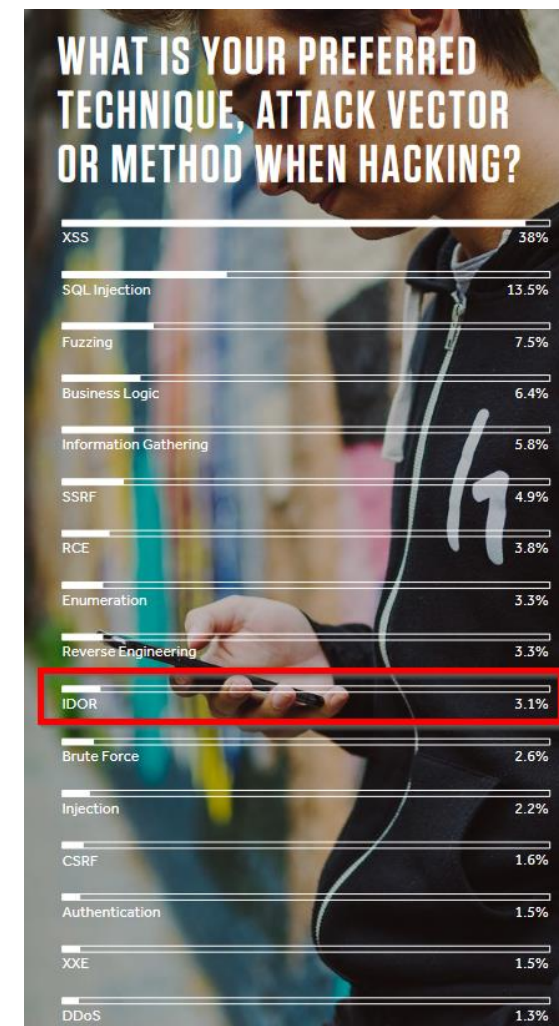 WHAT IS YOUR PREFERRED
TECHNIQUE, ATTACK VECTOR
OR METHOD WHEN HACKING?
XSS 38%
SQL Injection 13.5%
Fuzzing 7.5%
Business Logic 6.4%
Information Gathering 5.8%
SSRF 4.9%
RCE 3.8%
Enumeration 3.3%
Reverse Engineering 3.3%
IDOR 3.1%
Brute Force 2.6%
Injection 2.2%
CSRF 1.6%
Authentication 1.5%
XXE 1.5%
DDoS 1.3%